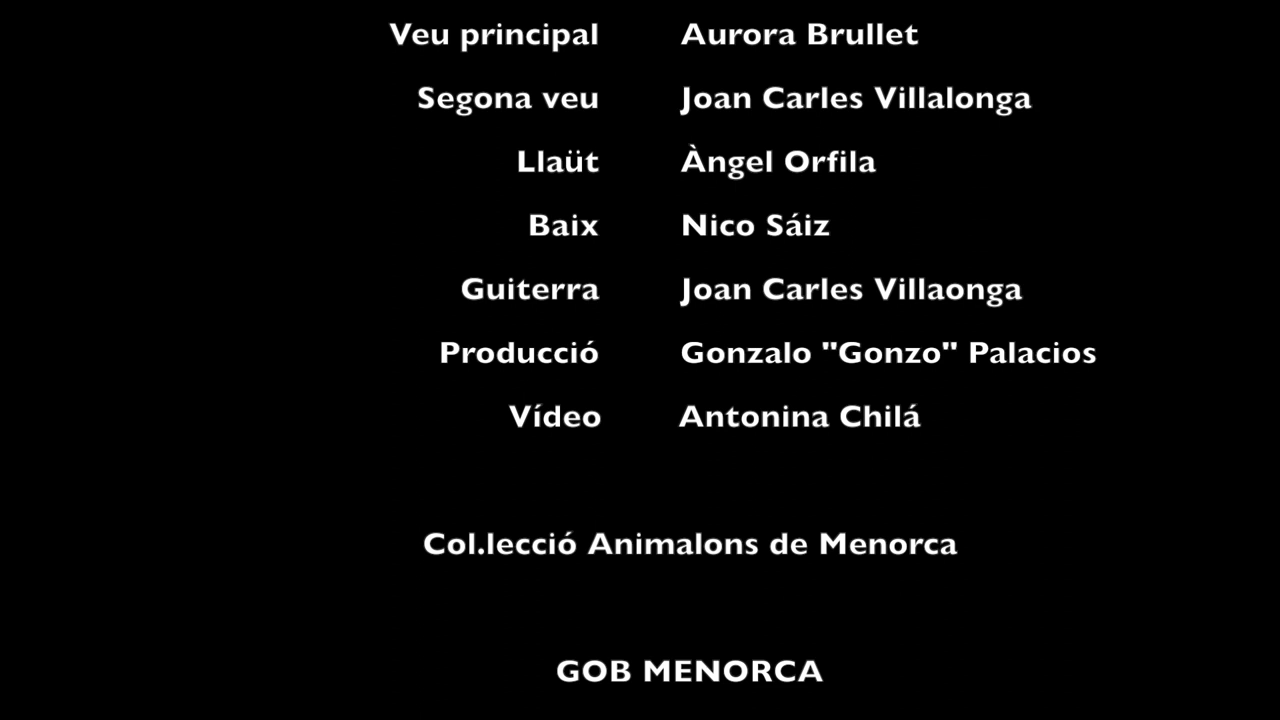 Veu principal Aurora Brullet
Segona veu Joan Carles Villalonga
Llaüt Àngel Orfila
Baix Nico Sáiz
Guiterra Joan Carles Villaonga
Producció Gonzalo "Gonzo" Palacios
Vídeo Antonina Chilá
Col.lecció Animalons de Menorca
GOB MENORCA